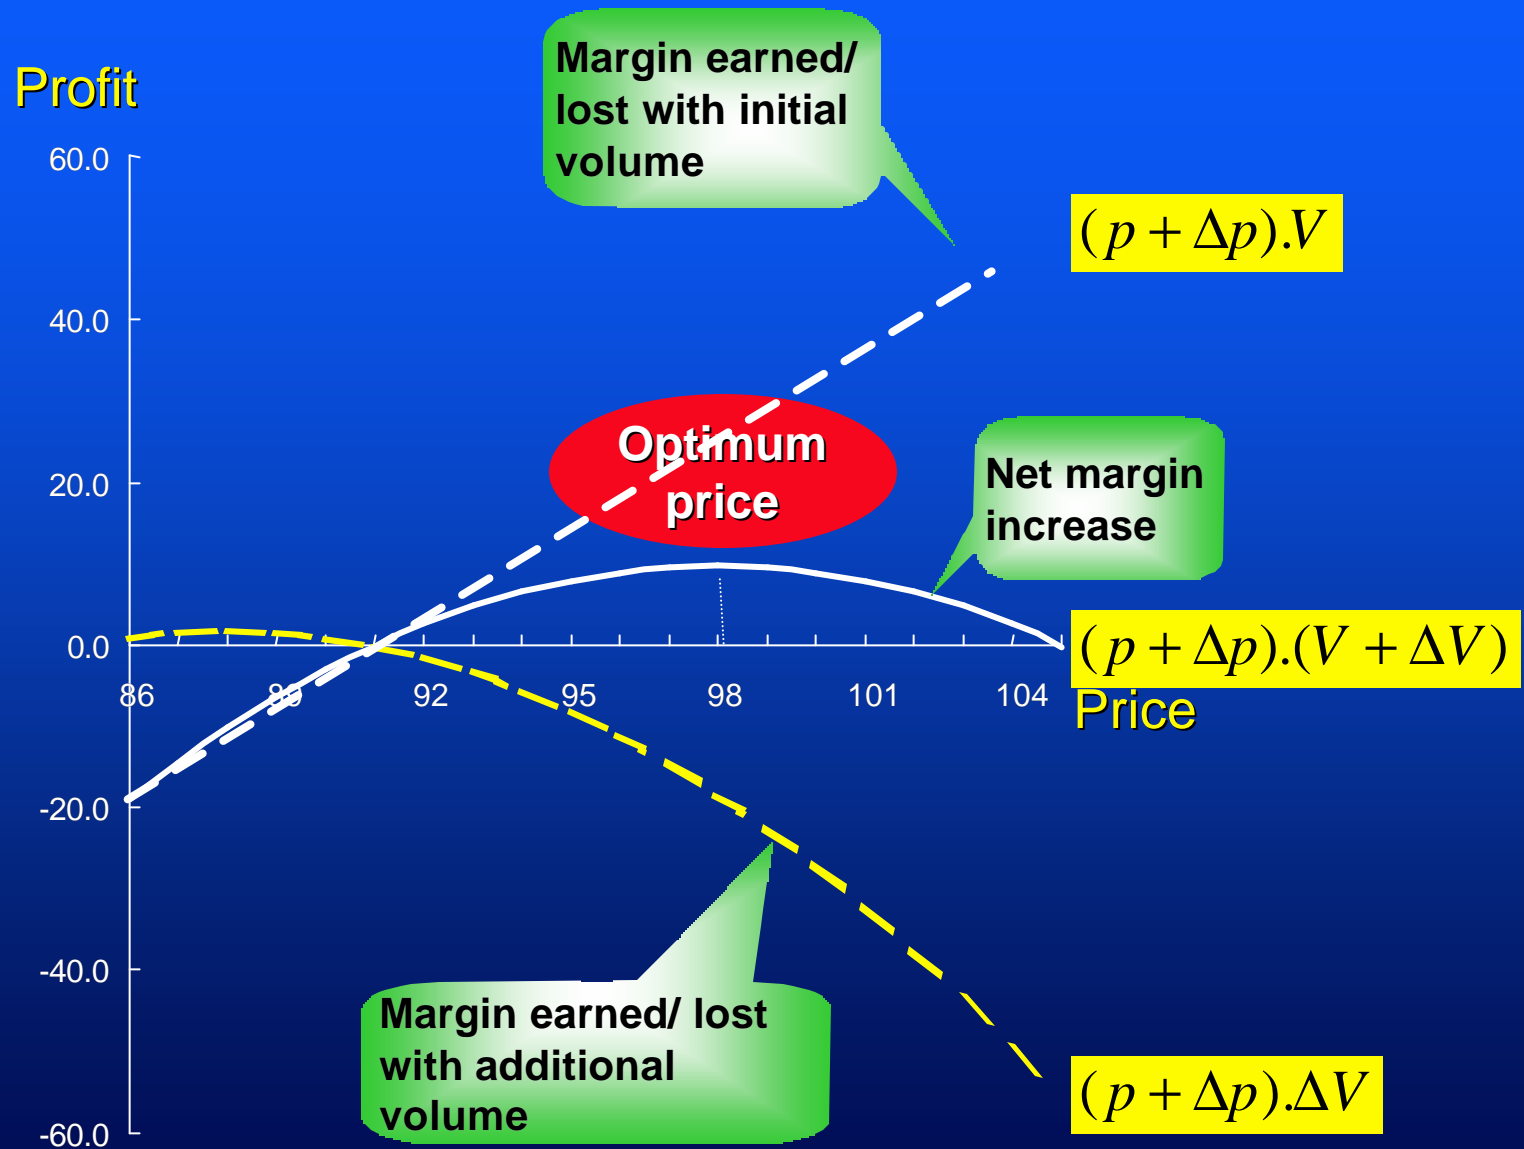 Profit
Margin earned/
lost with initial
volume
60.0
(p + Δp).V
40.0
Optimum
price
Net margin
increase
20.0
0.0
(p + Δp).(V + ΔV)
86 89 92 95 98 101 104
Price
-20.0
-40.0
Margin earned/ lost
with additional
volume
(p + Δp).ΔV
-60.0